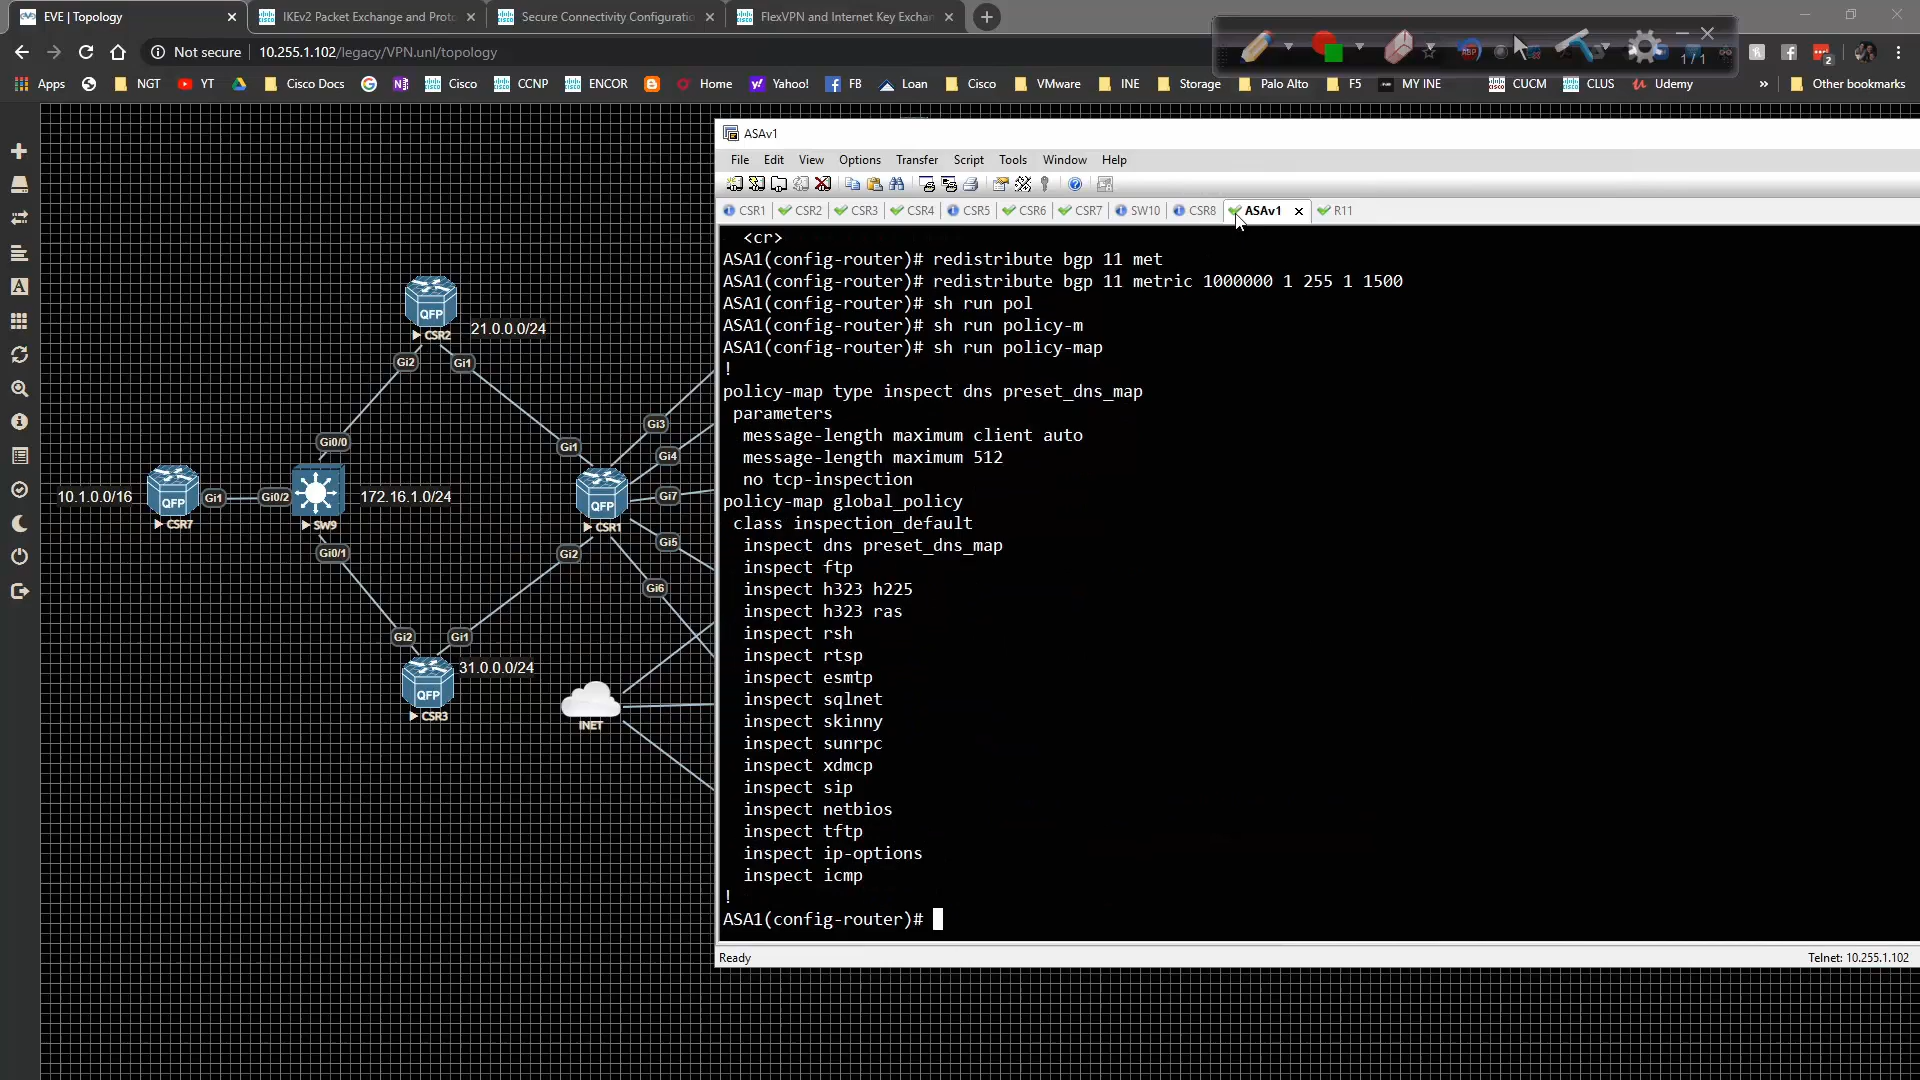 EVE | Topology
IKEv2 Packet Exchange and Proto
Secure Connectivity Configuratio
FlexVPN and Internet Key Exchan
Not secure
10.255.1.102/legacy/VPN.unl/topology
1/1
2
Apps
NGT
YT
Cisco Docs
Cisco
CCNP
ENCOR
Home
Yahoo!
FB
Loan
Cisco
VMware
INE
Storage
Palo Alto
F5
MY INE
CUCM
CLUS
Udemy
»
Other bookmarks
ASAv1
File
Edit
View
Options
Transfer
Script
Tools
Window
Help
CSR1
CSR2
CSR3
CSR4
CSR5
CSR6
CSR7
SW10
CSR8
ASAv1
R11
<cr>
ASA1(config-router)# redistribute bgp 11 met
ASA1(config-router)# redistribute bgp 11 metric 1000000 1 255 1 1500
ASA1(config-router)# sh run pol
ASA1(config-router)# sh run policy-m
ASA1(config-router)# sh run policy-map
!
policy-map type inspect dns preset_dns_map
parameters
message-length maximum client auto
message-length maximum 512
no tcp-inspection
policy-map global_policy
class inspection_default
inspect dns preset_dns_map
inspect ftp
inspect h323 h225
inspect h323 ras
inspect rsh
inspect rtsp
inspect esmtp
inspect sqlnet
inspect skinny
inspect sunrpc
inspect xdmcp
inspect sip
inspect netbios
inspect tftp
inspect ip-options
inspect icmp
!
ASA1(config-router)#
Ready
Telnet: 10.255.1.102
QFP
CSR2
21.0.0.0/24
Gi2
Gi1
Gi0/0
Gi1
Gi3
Gi4
10.1.0.0/16
QFP
CSR7
Gi1
Gi0/2
SW9
172.16.1.0/24
QFP
CSR1
Gi7
Gi5
Gi0/1
Gi2
Gi6
Gi2
Gi1
31.0.0.0/24
QFP
CSR3
INET